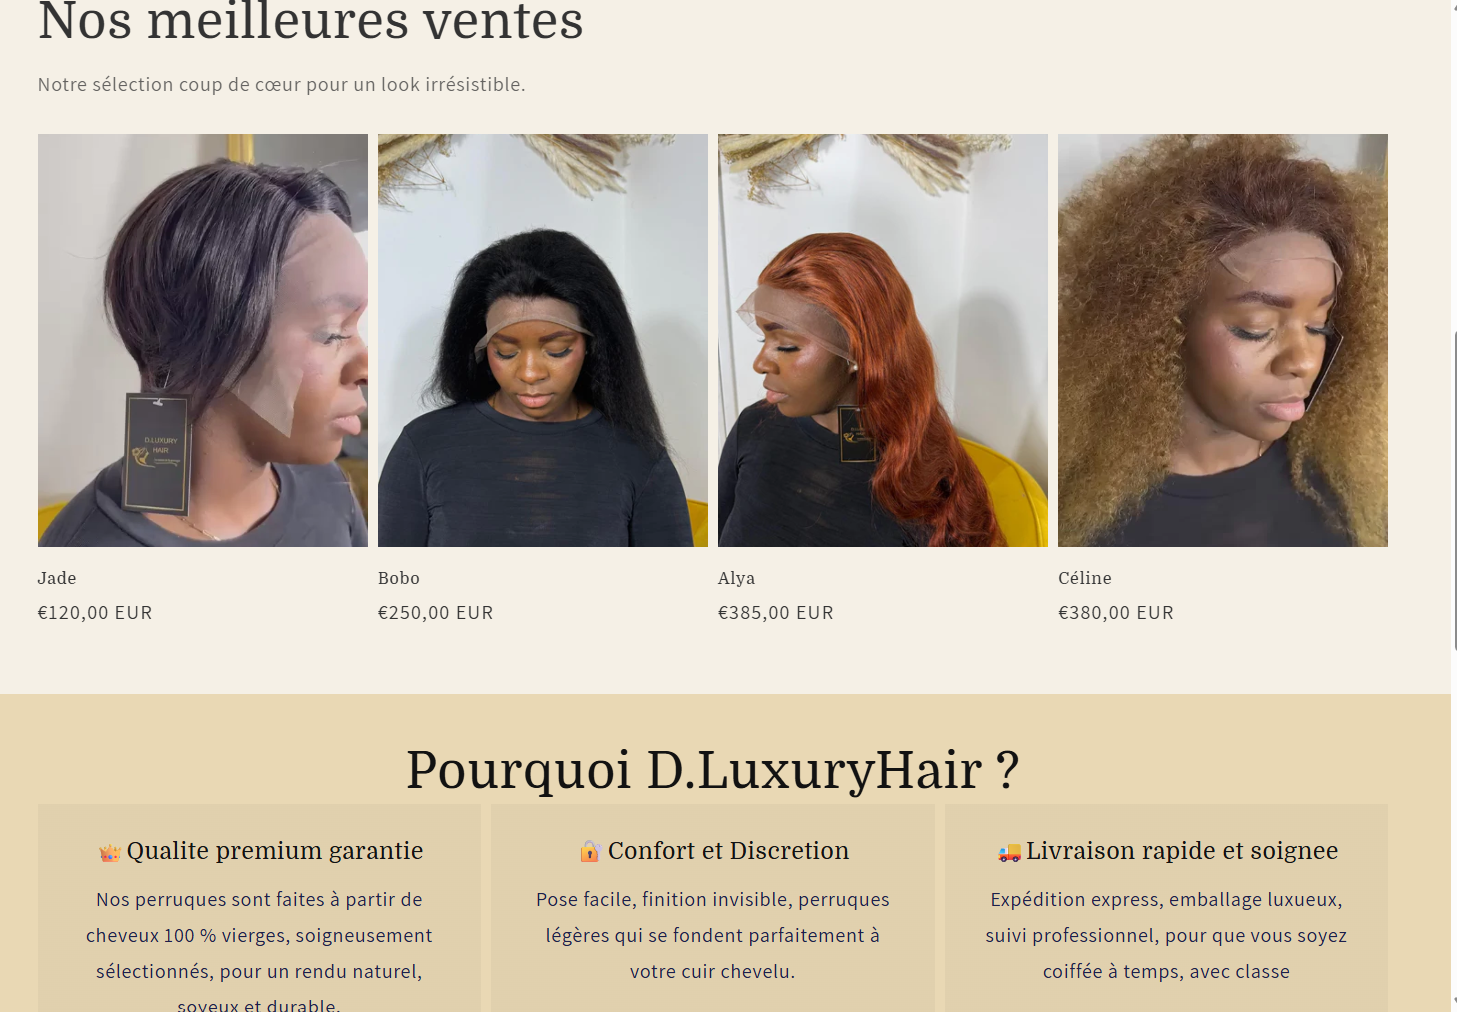 Nos meilleures ventes
Notre sélection coup de cœur pour un look irrésistible.
D.LUXURY
HAIR
Jade
€120,00 EUR
Bobo
€250,00 EUR
Alya
€385,00 EUR
Céline
€380,00 EUR
Pourquoi D.LuxuryHair ?
Qualite premium garantie
Nos perruques sont faites à partir de
cheveux 100 % vierges, soigneusement
sélectionnés, pour un rendu naturel,
soyeux et durable.
Confort et Discretion
Pose facile, finition invisible, perruques
légères qui se fondent parfaitement à
votre cuir chevelu.
Livraison rapide et soignee
Expédition express, emballage luxueux,
suivi professionnel, pour que vous soyez
coiffée à temps, avec classe